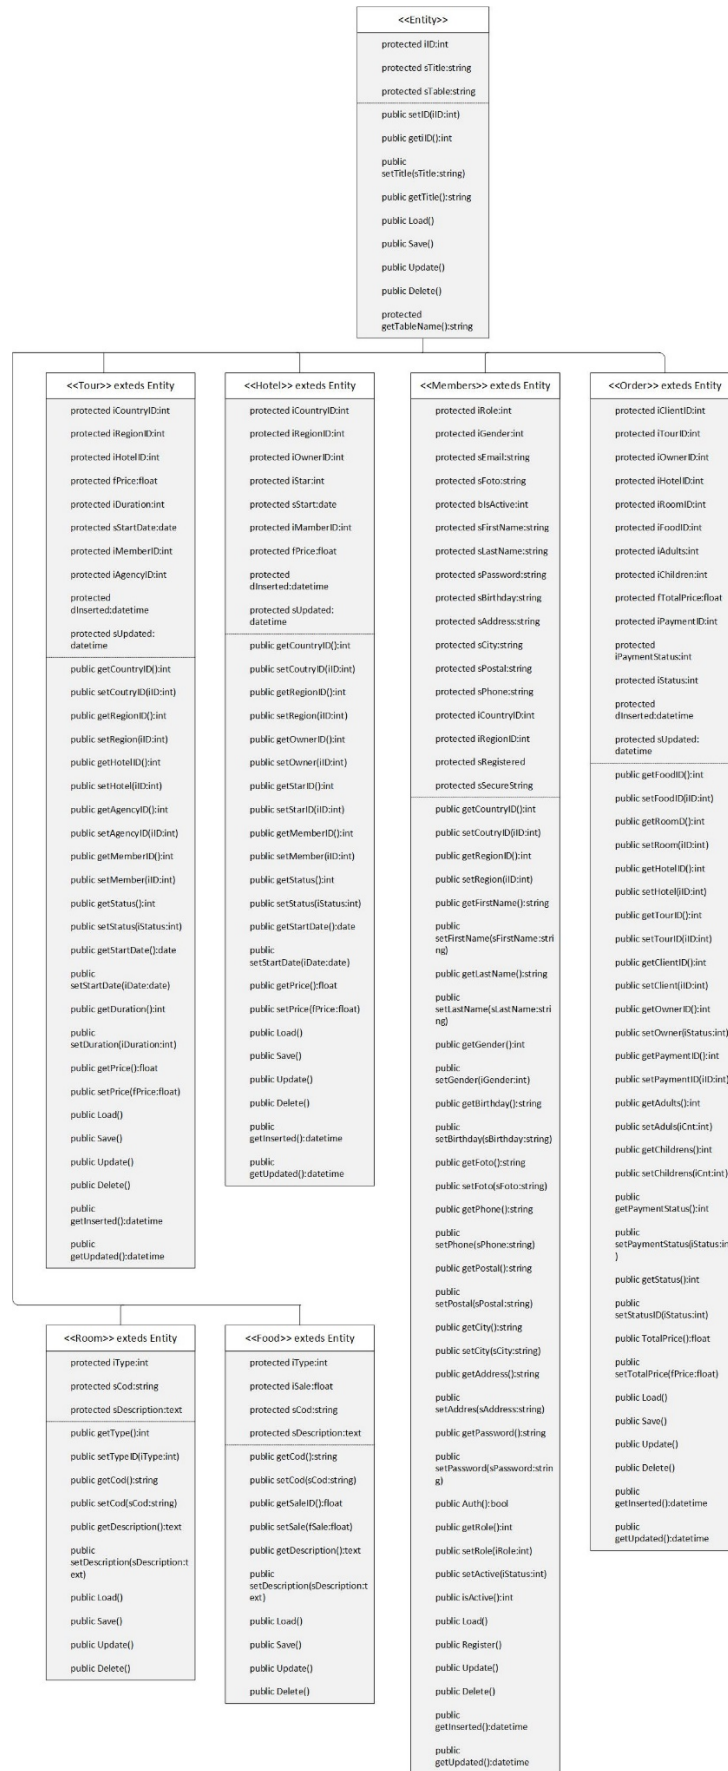 <<Entity>>
protected iID:int
protected sTitle:string
protected sTable:string
public setID(iID:int)
public getiID():int
public
setTitle(sTitle:string)
public getTitle():string
public Load()
public Save()
public Update()
public Delete()
protected
getTableName():string
<<Tour>> exteds Entity
protected iCountryID:int
protected iRegionID:int
protected iHotelID:int
protected fPrice:float
protected iDuration:int
protected sStartDate:date
protected iMemberID:int
protected iAgencyID:int
protected
dInserted:datetime
protected sUpdated:
datetime
public getCountryID():int
public setCoutryID(iID:int)
public getRegionID():int
public setRegion(iID:int)
public getHotelID():int
public setHotel(iID:int)
public getAgencyID():int
public setAgencyID(iID:int)
public getMemberID():int
public setMember(iID:int)
public getStatus():int
public setStatus(iStatus:int)
public getStartDate():date
public
setStartDate(iDate:date)
public getDuration():int
public
setDuration(iDuration:int)
public getPrice():float
public setPrice(fPrice:float)
public Load()
public Save()
public Update()
public Delete()
public
getInserted():datetime
public
getUpdated():datetime
<<Hotel>> exteds Entity
protected iCountryID:int
protected iRegionID:int
protected iOwnerID:int
protected iStar:int
protected sStart:date
protected iMamberID:int
protected fPrice:float
protected
dInserted:datetime
protected sUpdated:
datetime
public getCountryID():int
public setCoutryID(iID:int)
public getRegionID():int
public setRegion(iID:int)
public getOwnerID():int
public setOwner(iID:int)
public getStarID():int
public setStarID(iID:int)
public getMemberID():int
public setMember(iID:int)
public getStatus():int
public setStatus(iStatus:int)
public getStartDate():date
public
setStartDate(iDate:date)
public getPrice():float
public setPrice(fPrice:float)
public Load()
public Save()
public Update()
public Delete()
public
getInserted():datetime
public
getUpdated():datetime
<<Members>> exteds Entity
protected iRole:int
protected iGender:int
protected sEmail:string
protected sFoto:string
protected bIsActive:int
protected sFirstName:string
protected sLastName:string
protected sPassword:string
protected sBirthday:string
protected sAddress:string
protected sCity:string
protected sPostal:string
protected sPhone:string
protected iCountryID:int
protected iRegionID:int
protected sRegistered
protected sSecureString
public getCountryID():int
public setCoutryID(iID:int)
public getRegionID():int
public setRegion(iID:int)
public getFirstName():string
public
setFirstName(sFirstName:stri
ng)
public getLastName():string
public
setLastName(sLastName:stri
ng)
public getGender():int
public
setGender(iGender:int)
public getBirthday():string
public
setBirthday(sBirthday:string)
public getFoto():string
public setFoto(sFoto:string)
public getPhone():string
public
setPhone(sPhone:string)
public getPostal():string
public
setPostal(sPostal:string)
public getCity():string
public setCity(sCity:string)
public getAddress():string
public
setAddres(sAddress:string)
public getPassword():string
public
setPassword(sPassword:strin
g)
public Auth():bool
public getRole():int
public setRole(iRole:int)
public setActive(iStatus:int)
public isActive():int
public Load()
public Register()
public Update()
public Delete()
public
getInserted():datetime
public
getUpdated():datetime
<<Order>> exteds Entity
protected iClientID:int
protected iTourID:int
protected iOwnerID:int
protected iHotelID:int
protected iRoomID:int
protected iFoodID:int
protected iAdults:int
protected iChildren:int
protected fTotalPrice:float
protected iPaymentID:int
protected
iPaymentStatus:int
protected iStatus:int
protected
dInserted:datetime
protected sUpdated:
datetime
public getFoodID():int
public setFoodID(iID:int)
public getRoomD():int
public setRoom(iID:int)
public getHotelID():int
public setHotel(iID:int)
public getTourID():int
public setTourID(iID:int)
public getClientID():int
public setClient(iID:int)
public getOwnerID():int
public setOwner(iStatus:int)
public getPaymentID():int
public setPaymentID(iID:int)
public getAdults():int
public setAduls(iCnt:int)
public getChildrens():int
public setChildrens(iCnt:int)
public
getPaymentStatus():int
public
setPaymentStatus(iStatus:in
)
public getStatus():int
public
setStatusID(iStatus:int)
public TotalPrice():float
public
setTotalPrice(fPrice:float)
public Load()
public Save()
public Update()
public Delete()
public
getInserted():datetime
public
getUpdated():datetime
<<Room>> exteds Entity
protected iType:int
protected sCod:string
protected sDescription:text
public getType():int
public setTypeID(iType:int)
public getCod():string
public setCod(sCod:string)
public getDescription():text
public
setDescription(sDescription:t
ext)
public Load()
public Save()
public Update()
public Delete()
<<Food>> exteds Entity
protected iType:int
protected iSale:float
protected sCod:string
protected sDescription:text
public getCod():string
public setCod(sCod:string)
public getSaleID():float
public setSale(fSale:float)
public getDescription():text
public
setDescription(sDescription:t
ext)
public Load()
public Save()
public Update()
public Delete()